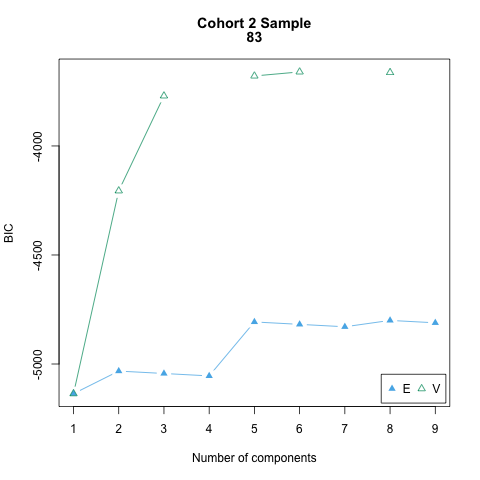 Cohort 2 Sample
83
BIC
-4000
-4500
-5000
1 2 3 4 5 6 7 8 9
Number of components
E V